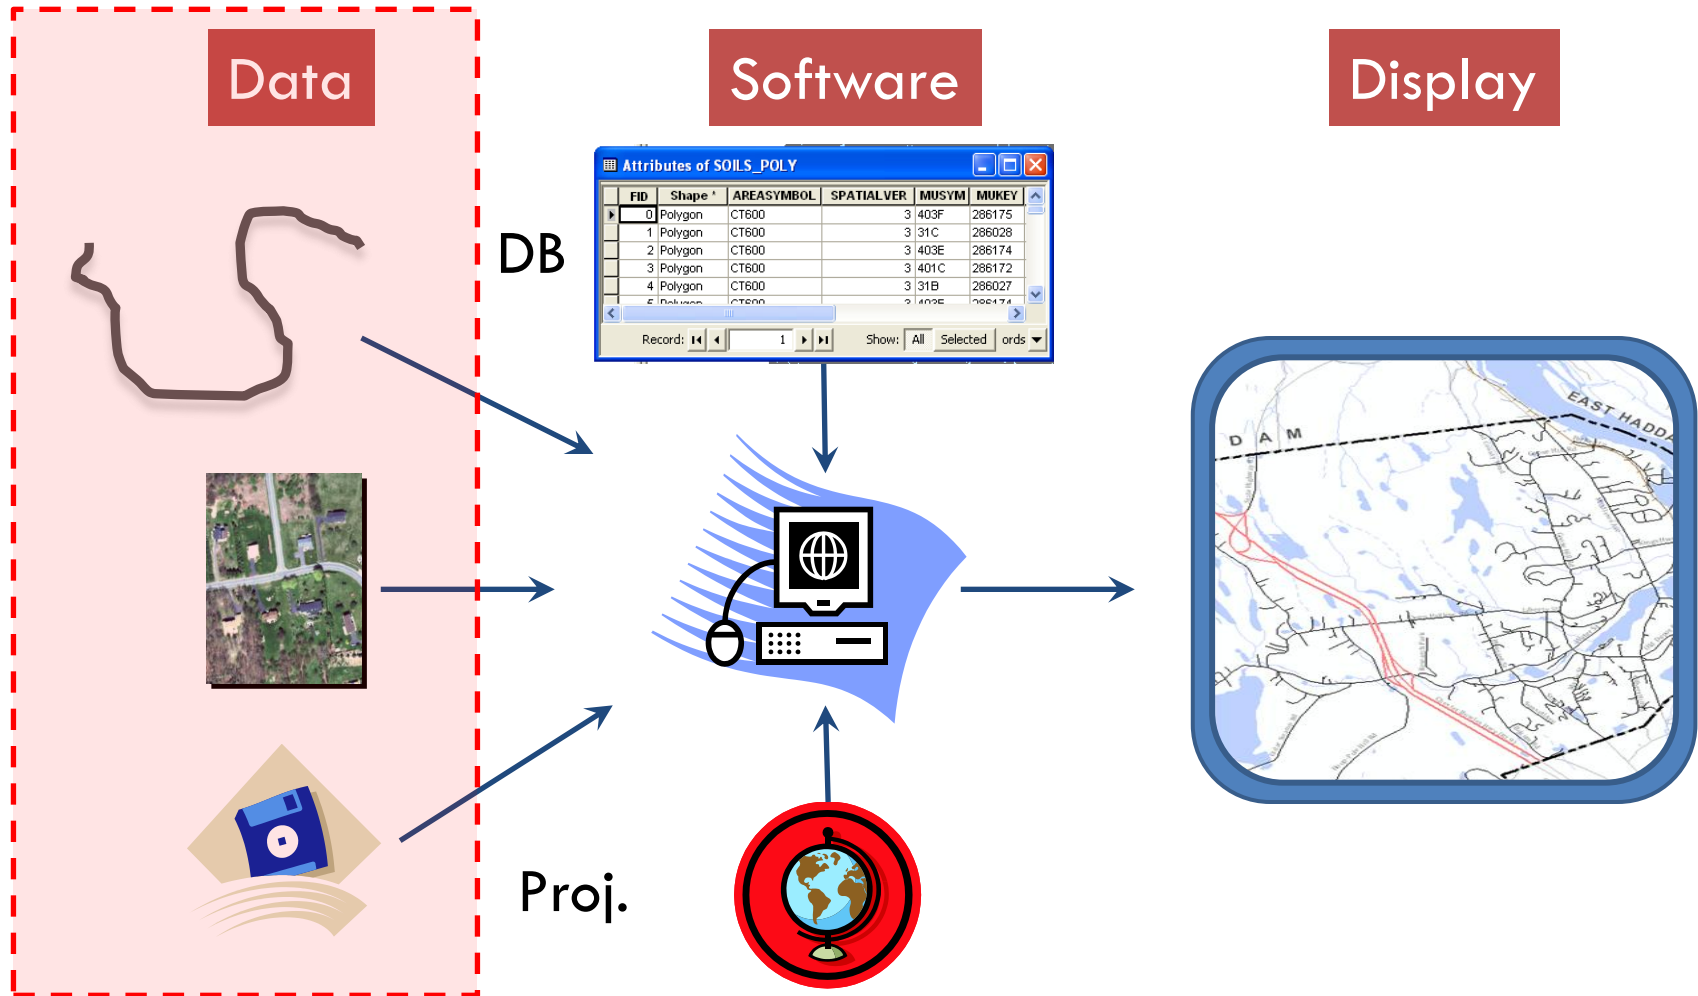 Data
Software
Display
Attributes of SOILS_POLY
FID Shape * AREASYMBOL SPATIALVER MUSYM MUKEY
0 Polygon CT600 3 403F 286175
1 Polygon CT600 3 31C 286028
2 Polygon CT600 3 403E 286174
3 Polygon CT600 3 401C 286172
4 Polygon CT600 3 31B 286027
DB
Record: 1 Show: All Selected ords
EAST HADDA
D A M
Proj.